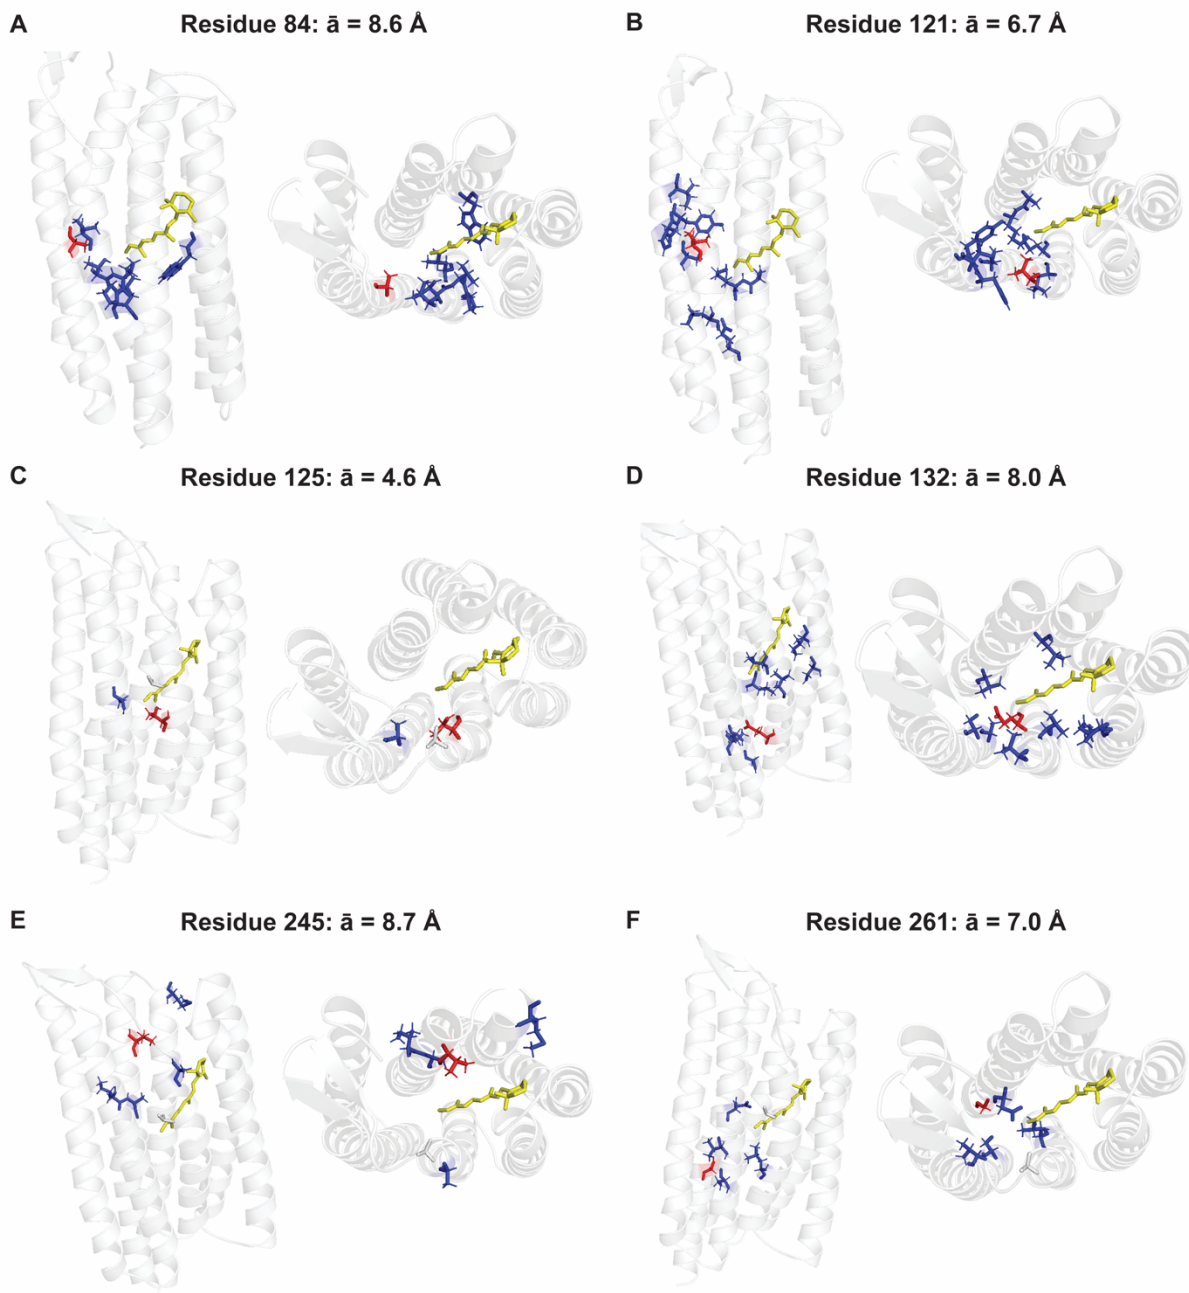 A
Residue 84: ā = 8.6 Å
B
Residue 121: ā = 6.7 Å
C
Residue 125: ā = 4.6 Å
D
Residue 132: ā = 8.0 Å
E
Residue 245: ā = 8.7 Å
F
Residue 261: ā = 7.0 Å